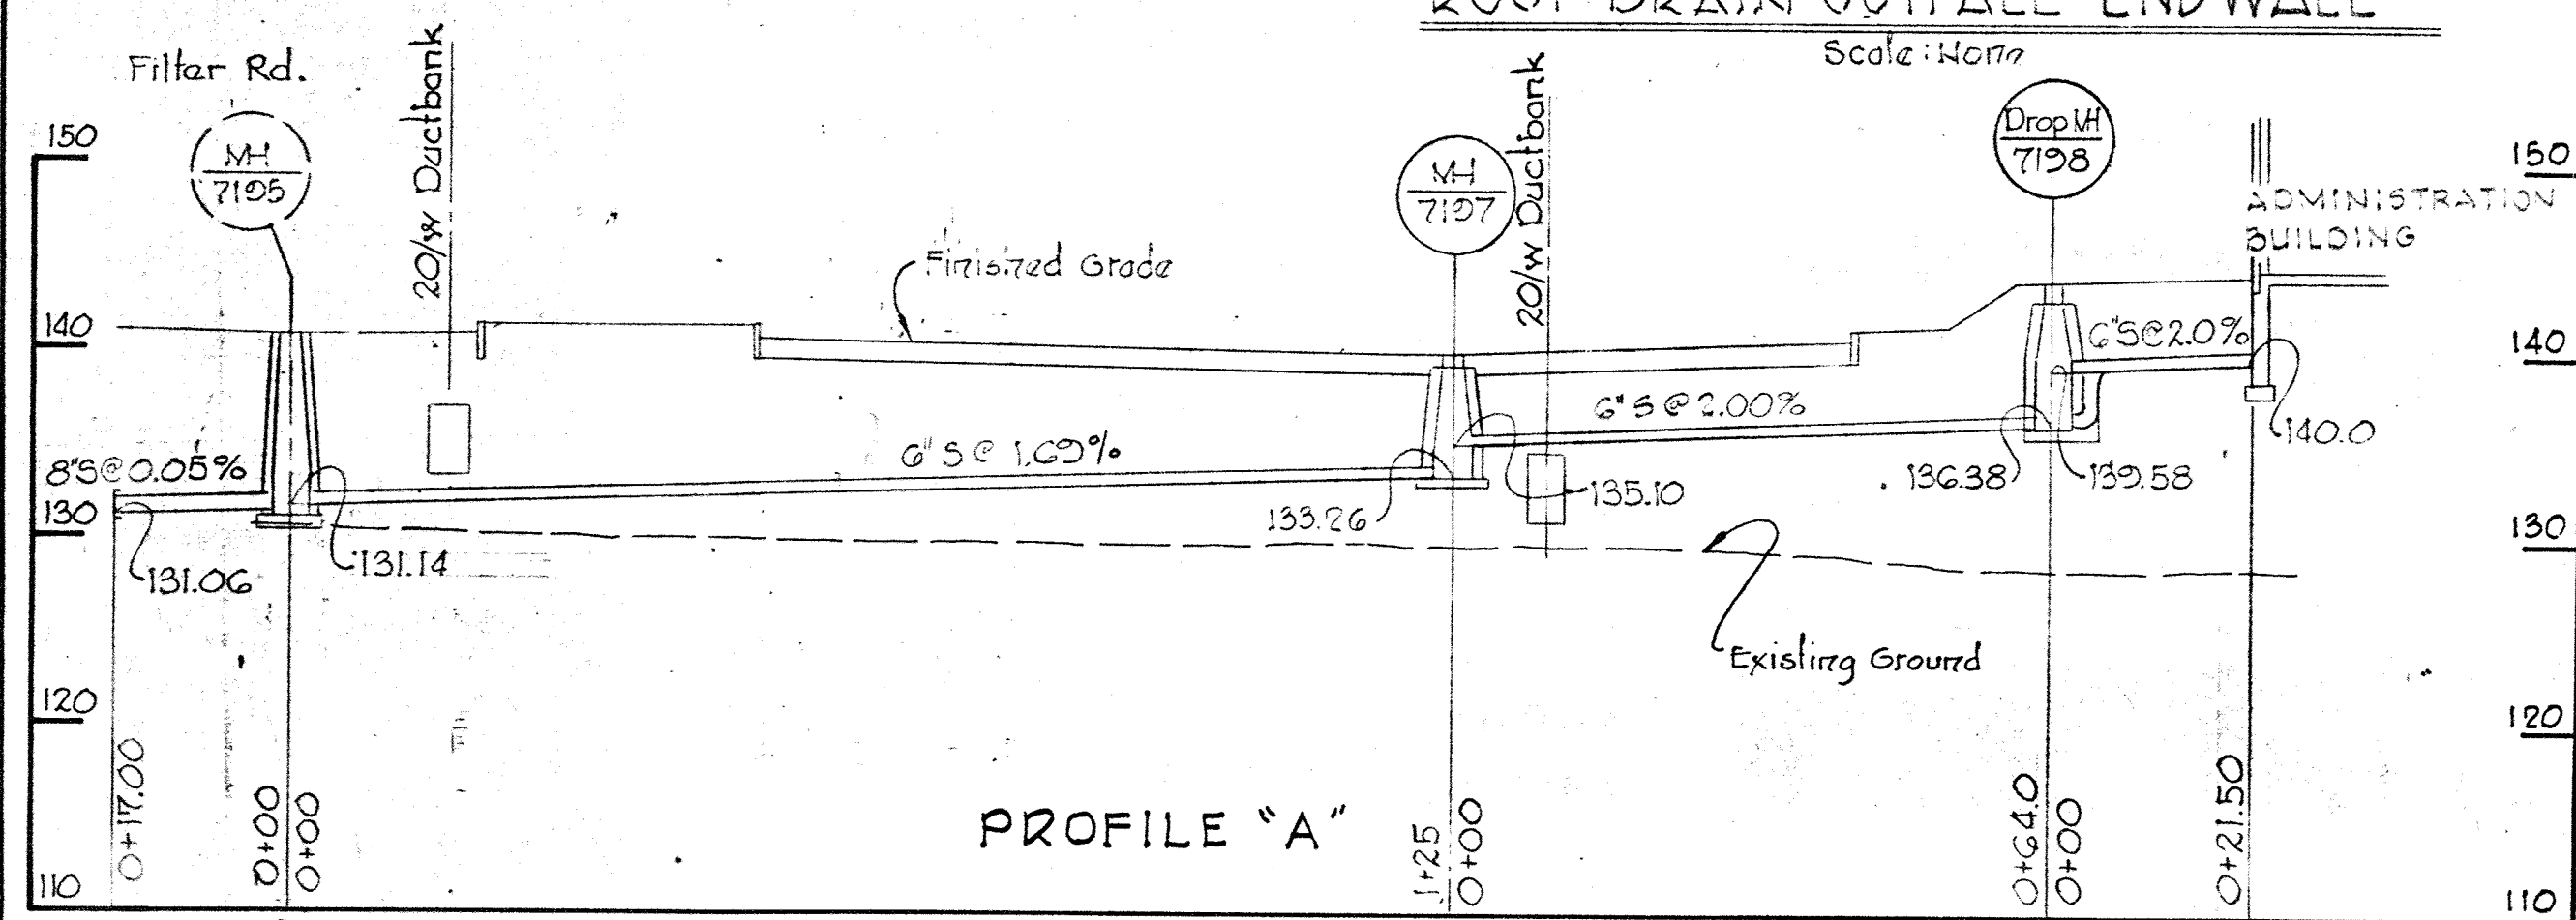 ROOF DRAIN OUTFALL ENDWALL
Scale: None
Filter Rd.
20/w Ductbank
20/w Ductbank
MH
7195
MH
7197
Drop MH
7198
150
140
130
120
110
150
140
130
120
110
ADMINISTRATION
BUILDING
Finished Grade
8"S@0.05%
6"S@1.69%
6"S@2.00%
6"S@2.0%
131.06
131.14
133.26
135.10
136.38
139.58
140.0
Existing Ground
PROFILE "A"
0+17.00
0+00
0+00
1+25
0+00
0+64.0
0+00
0+21.50